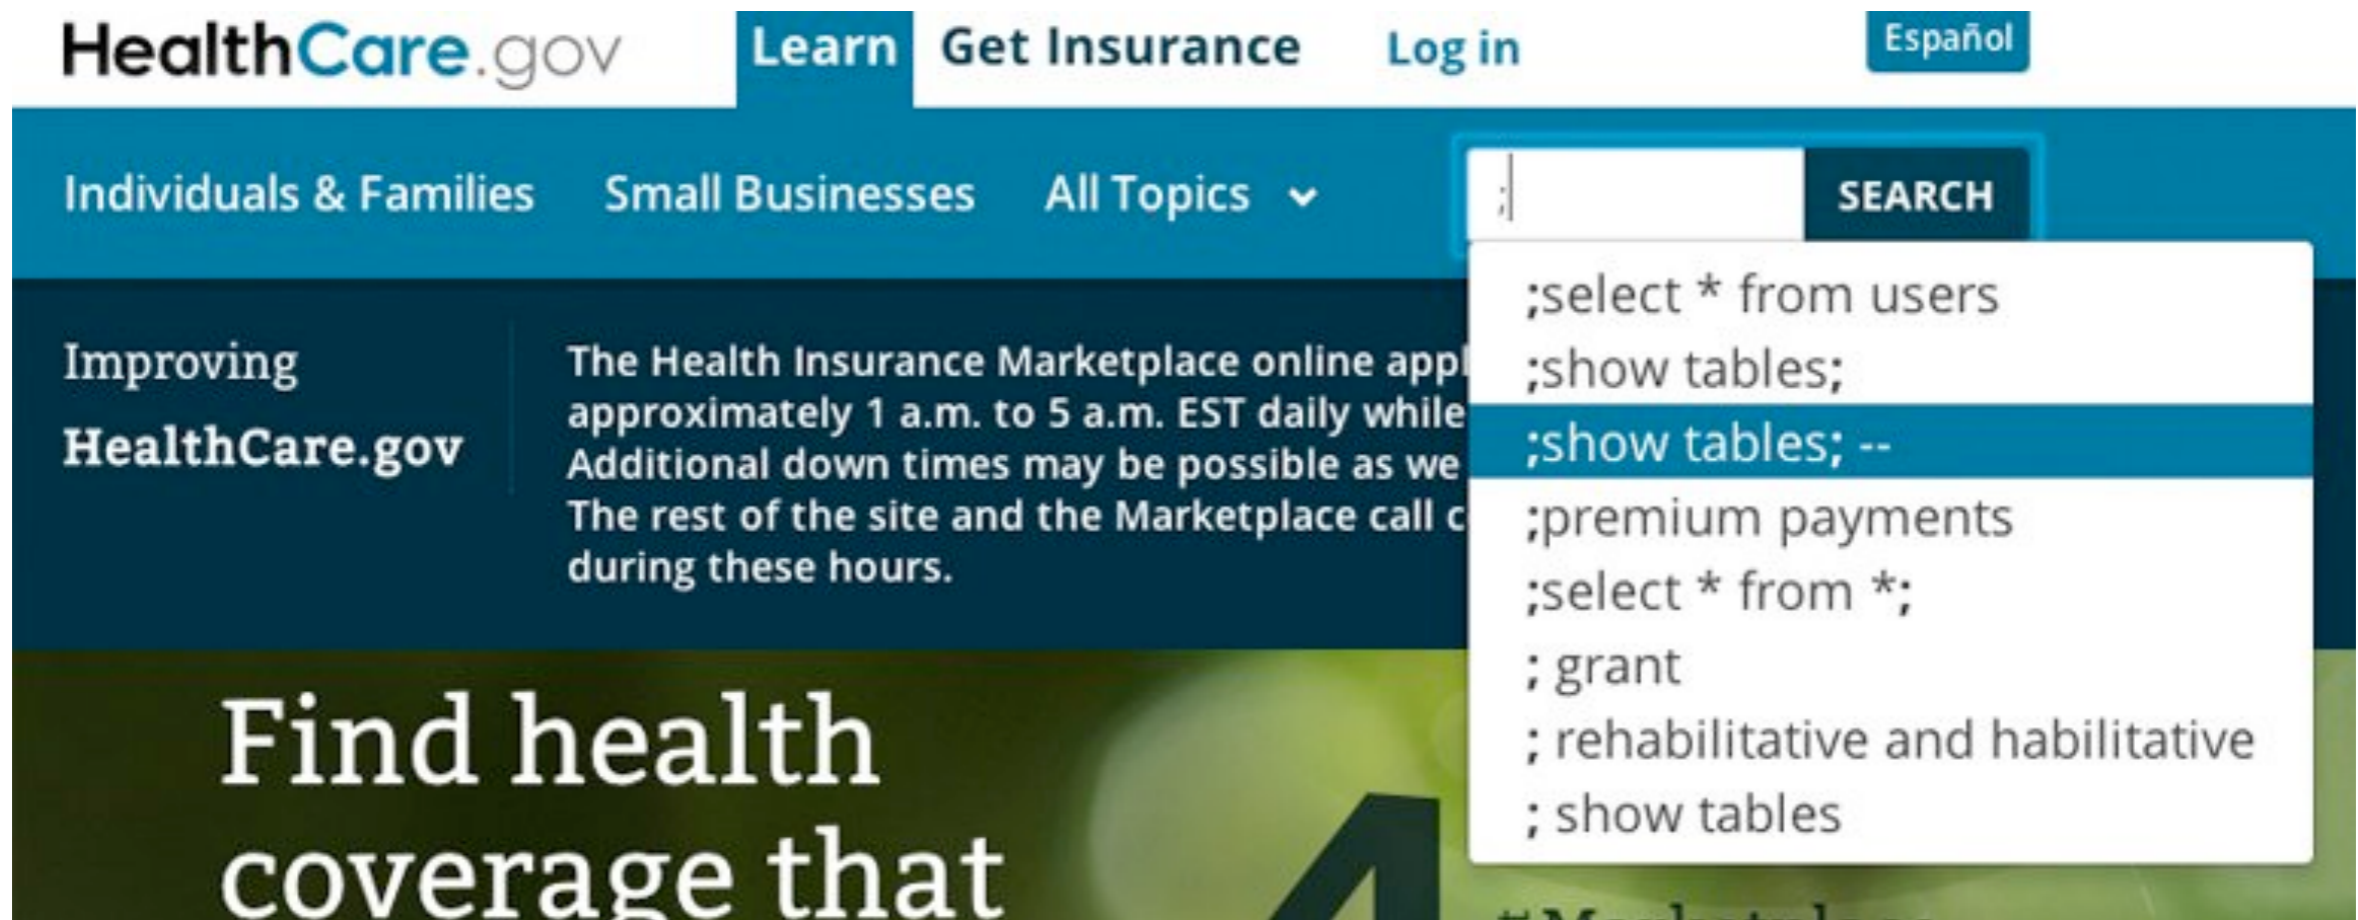 HealthCare.gov
Learn
Get Insurance
Log in
Español
Individuals & Families
Small Businesses
All Topics
;
SEARCH
;select * from users
;show tables;
;show tables; --
;premium payments
;select * from *;
; grant
; rehabilitative and habilitative
; show tables
Improving
HealthCare.gov
The Health Insurance Marketplace online
approximately 1 a.m. to 5 a.m. EST daily while
Additional down times may be possible as we
The rest of the site and the Marketplace call
during these hours.
Find health
coverage that
4